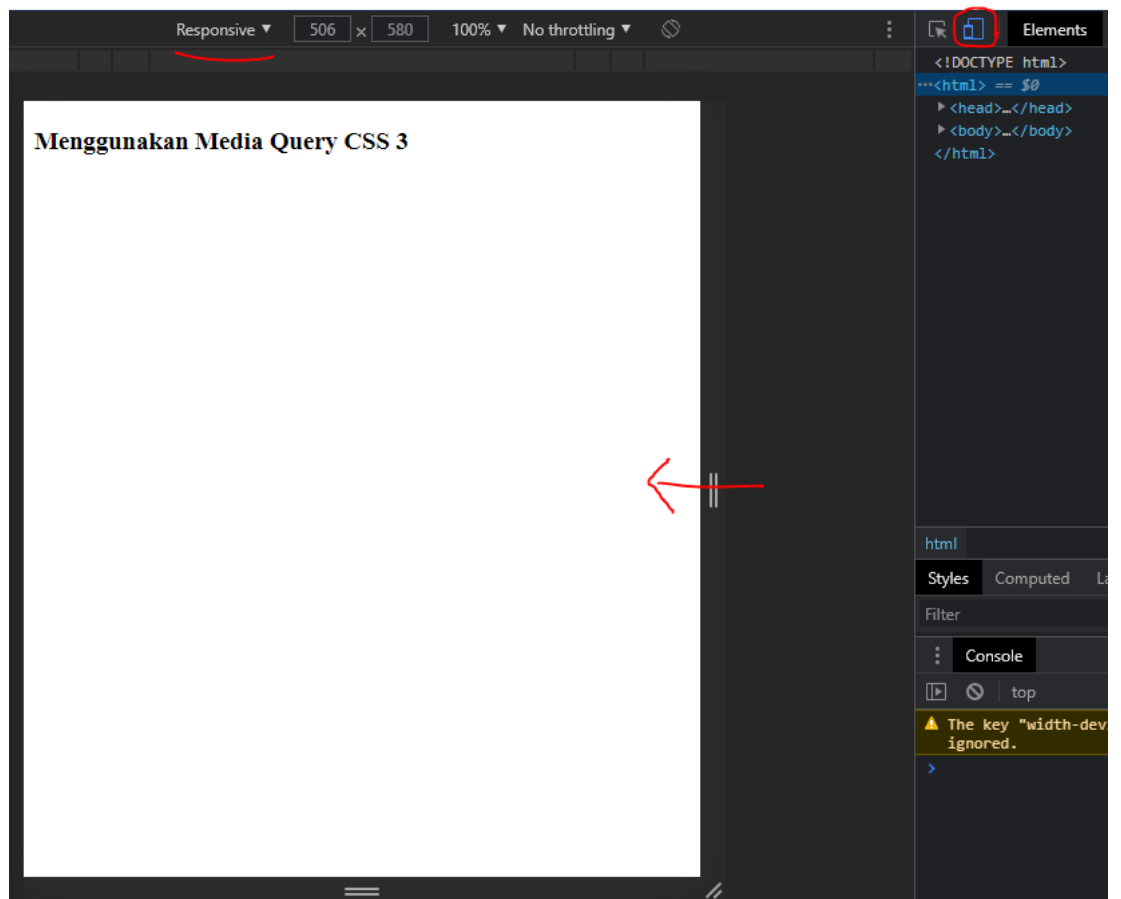 Responsive ▼ 506 × 580 100% ▼ No throttling ▼
Elements
<!DOCTYPE html>
···<html> == $0
▶<head>…</head>
▶<body>…</body>
</html>
Menggunakan Media Query CSS 3
html
Styles Computed
Filter
Console
top
The key "width-dev
ignored.
>